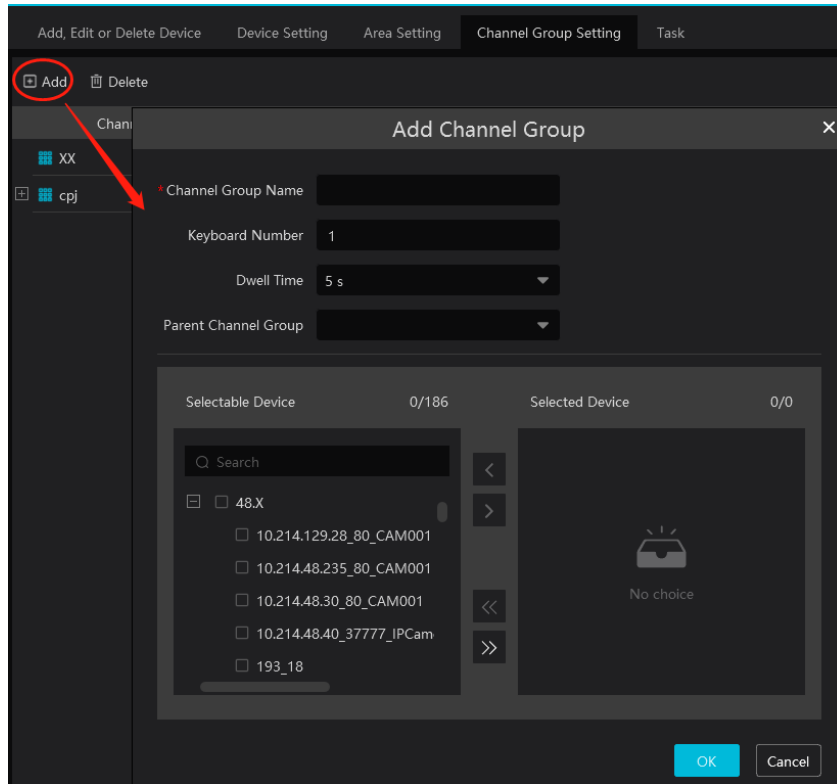 Add, Edit or Delete Device Device Setting Area Setting Channel Group Setting Task
Add Delete
Add Channel Group
XX
cpj
*Channel Group Name
Keyboard Number 1
Dwell Time 5 s
Parent Channel Group
Selectable Device 0/186 Selected Device 0/0
Search
48.X
10.214.129.28_80_CAM001
10.214.48.235_80_CAM001
10.214.48.30_80_CAM001
No choice
10.214.48.40_37777_IPCam
193_18
OK Cancel